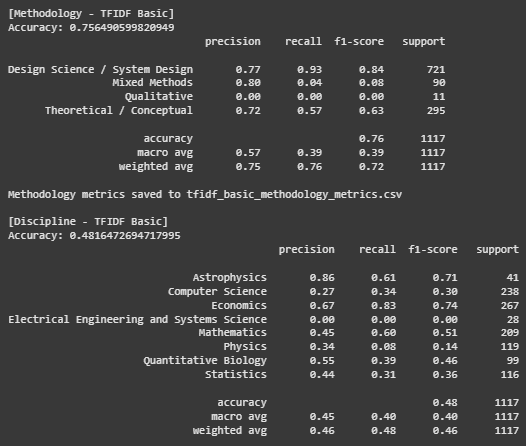 [Methodology - TFIDF Basic]
Accuracy: 0.756490599820949
precision recall f1-score support
Design Science / System Design 0.77 0.93 0.84 721
Mixed Methods 0.80 0.04 0.08 90
Qualitative 0.00 0.00 0.00 11
Theoretical / Conceptual 0.72 0.57 0.63 295
accuracy 0.76 1117
macro avg 0.57 0.39 0.39 1117
weighted avg 0.75 0.76 0.72 1117
Methodology metrics saved to tfidf_basic_methodology_metrics.csv
[Discipline - TFIDF Basic]
Accuracy: 0.4816472694717995
precision recall f1-score support
Astrophysics 0.86 0.61 0.71 41
Computer Science 0.27 0.34 0.30 238
Economics 0.67 0.83 0.74 267
Electrical Engineering and Systems Science 0.00 0.00 0.00 28
Mathematics 0.45 0.60 0.51 209
Physics 0.34 0.08 0.14 119
Quantitative Biology 0.55 0.39 0.46 99
Statistics 0.44 0.31 0.36 116
accuracy 0.48 1117
macro avg 0.45 0.40 0.40 1117
weighted avg 0.46 0.48 0.46 1117